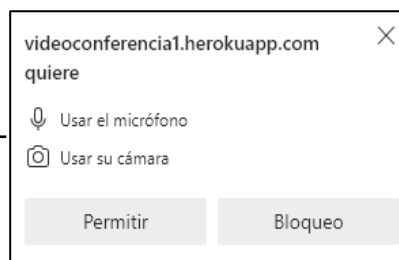 videoconferencia1.herokuapp.com
quiere
Usar el micrófono
Usar su cámara
Permitir
Bloqueo